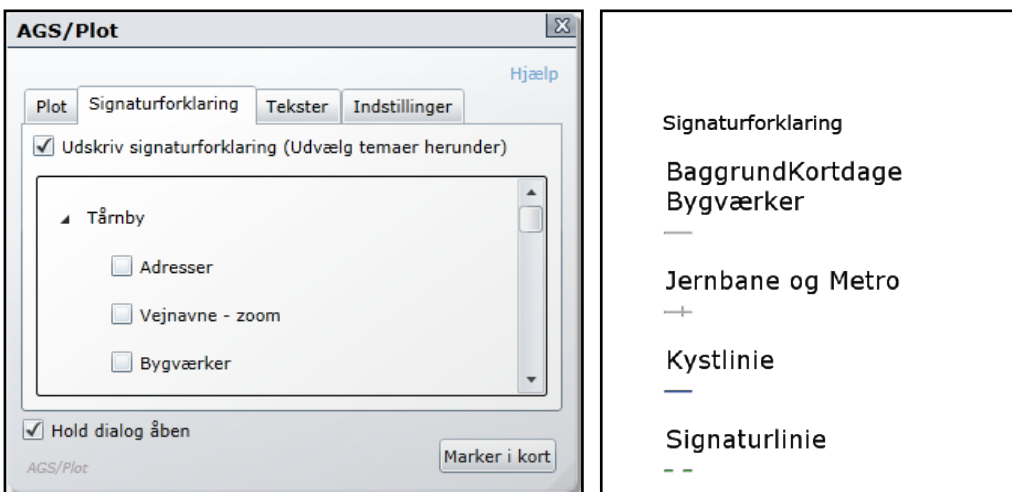 AGS/Plot
Hjælp
Plot Signaturforklaring Tekster Indstillinger
Udskriv signaturforklaring (Udvælg temaer herunder)
Tårnby
Adresser
Vejnavne - zoom
Bygværker
Hold dialog åben
AGS/Plot
Marker i kort
Signaturforklaring
BaggrundKortdage
Bygværker
Jernbane og Metro
Kystlinie
Signaturlinie